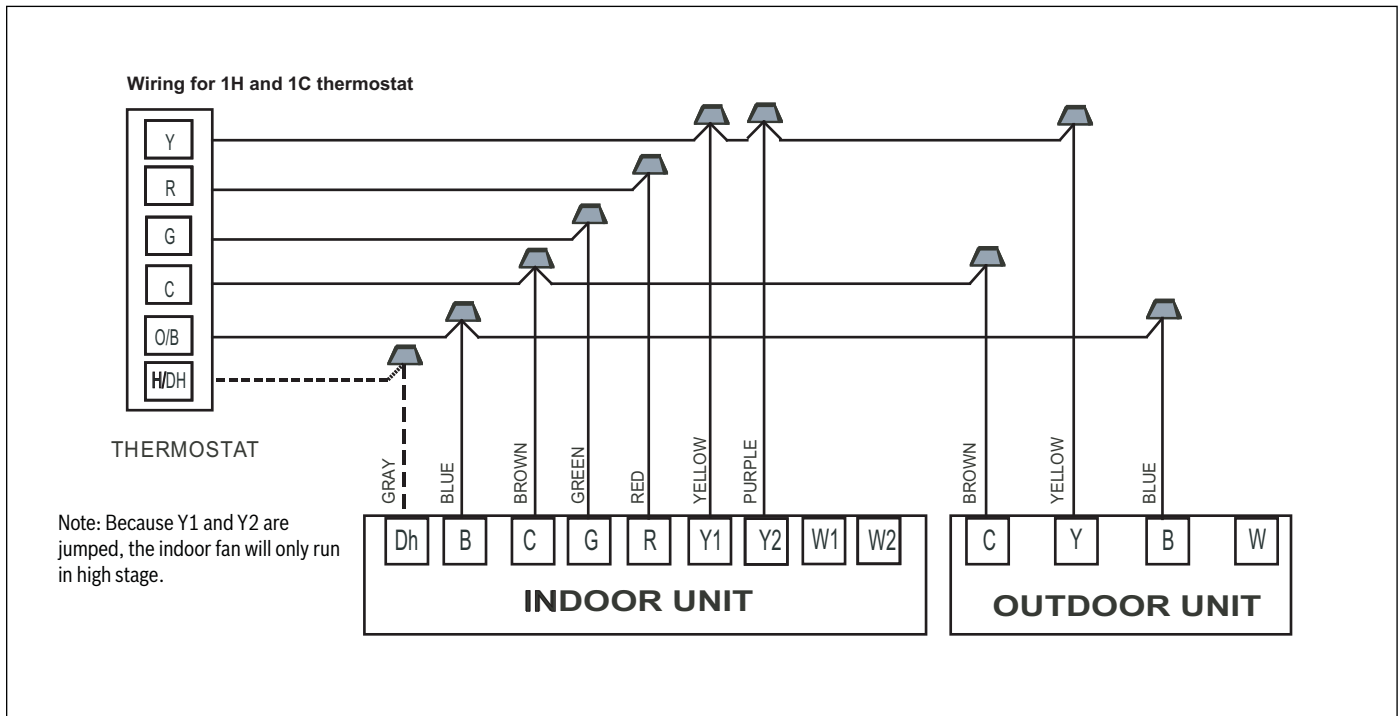 Wiring for 1H and 1C thermostat
Y
R
G
C
O/B
H/DH
THERMOSTAT
Note: Because Y1 and Y2 are
jumped, the indoor fan will only run
in high stage.
GRAY
BLUE
BROWN
GREEN
RED
YELLOW
PURPLE
BROWN
YELLOW
BLUE
Dh B C G R Y1 Y2 W1 W2
INDOOR UNIT
C Y B W
OUTDOOR UNIT